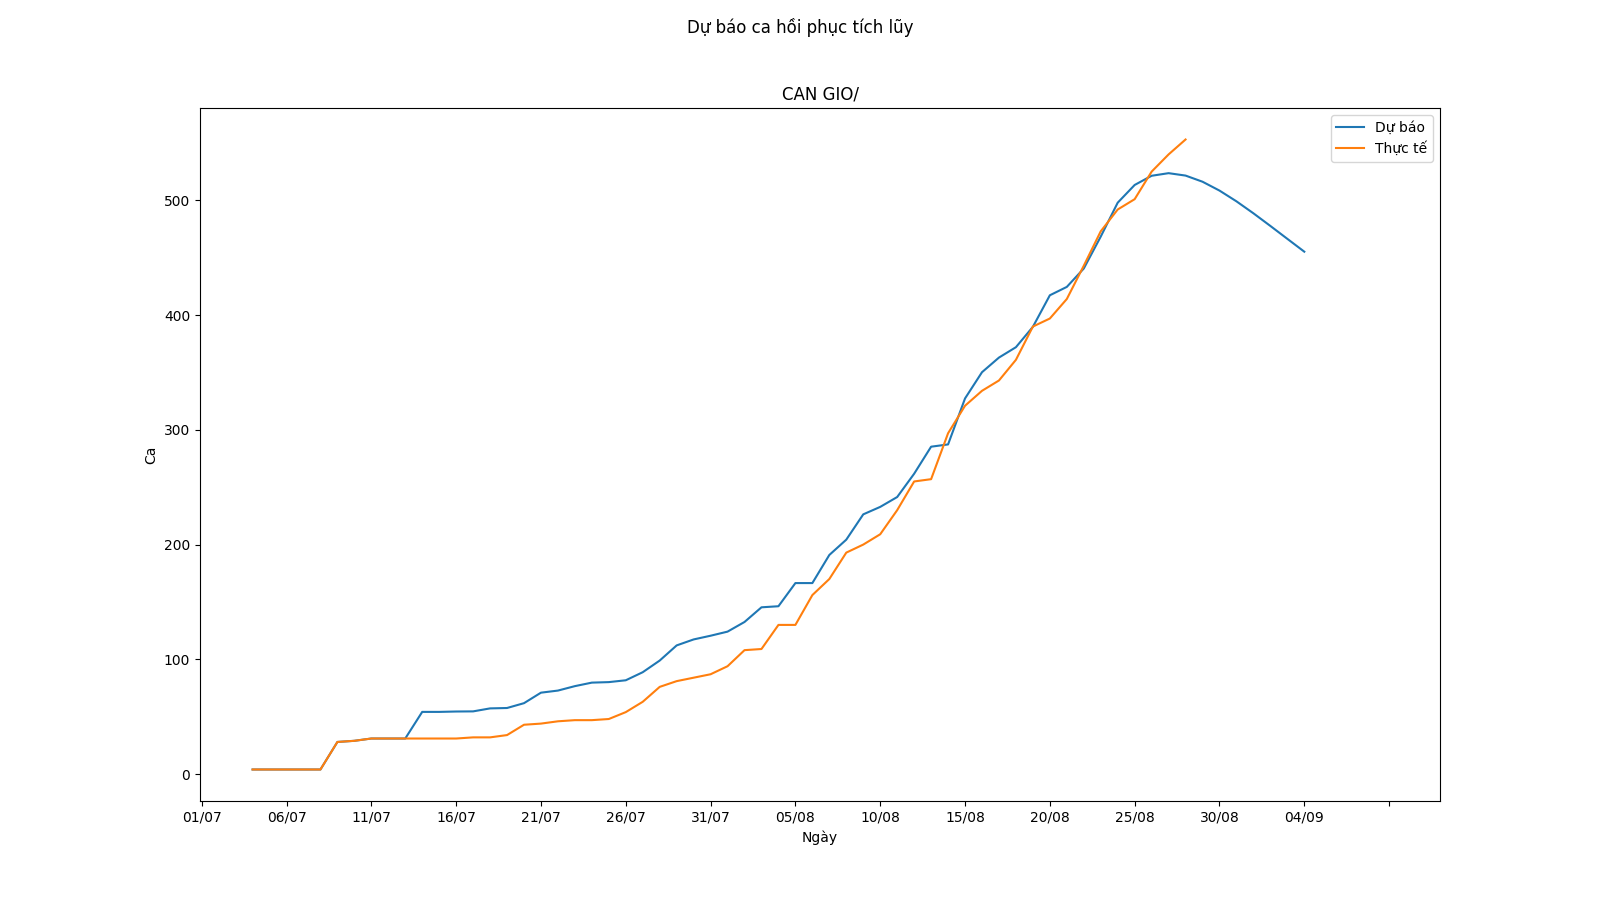 Dự báo ca hồi phục tích lũy
CAN GIO/
Dự báo
Thực tế
500
400
300
200
100
0
Ca
01/07 06/07 11/07 16/07 21/07 26/07 31/07 05/08 10/08 15/08 20/08 25/08 30/08 04/09
Ngày